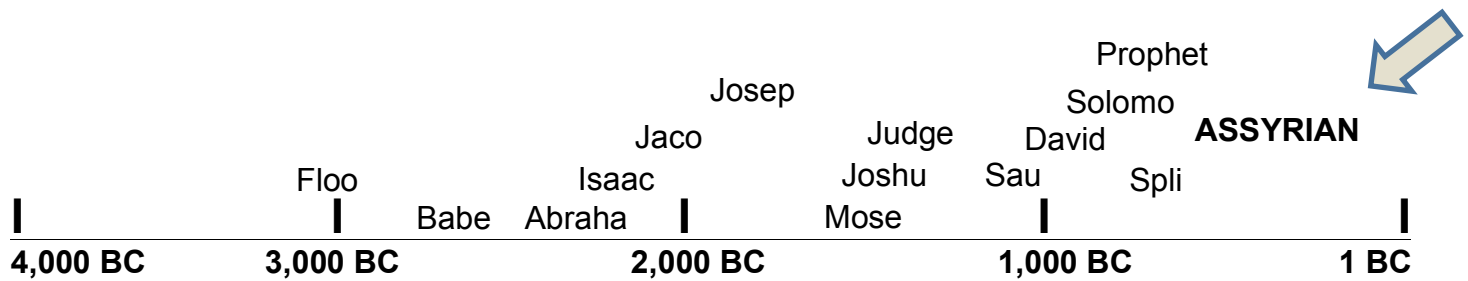 Prophet
Josep
Solomo
Jaco
Judge
David
ASSYRIAN
Floo
Isaac
Joshu
Sau
Spli
Babe
Abraha
Mose
4,000 BC
3,000 BC
2,000 BC
1,000 BC
1 BC